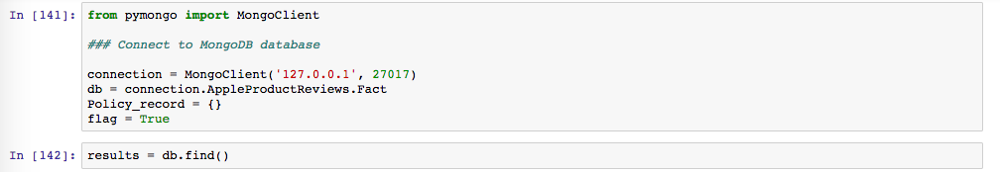 In [141]: from pymongo import MongoClient
### Connect to MongoDB database
connection = MongoClient('127.0.0.1', 27017)
db = connection.AppleProductReviews.Fact
Policy_record = {}
flag = True
In [142]: results = db.find()